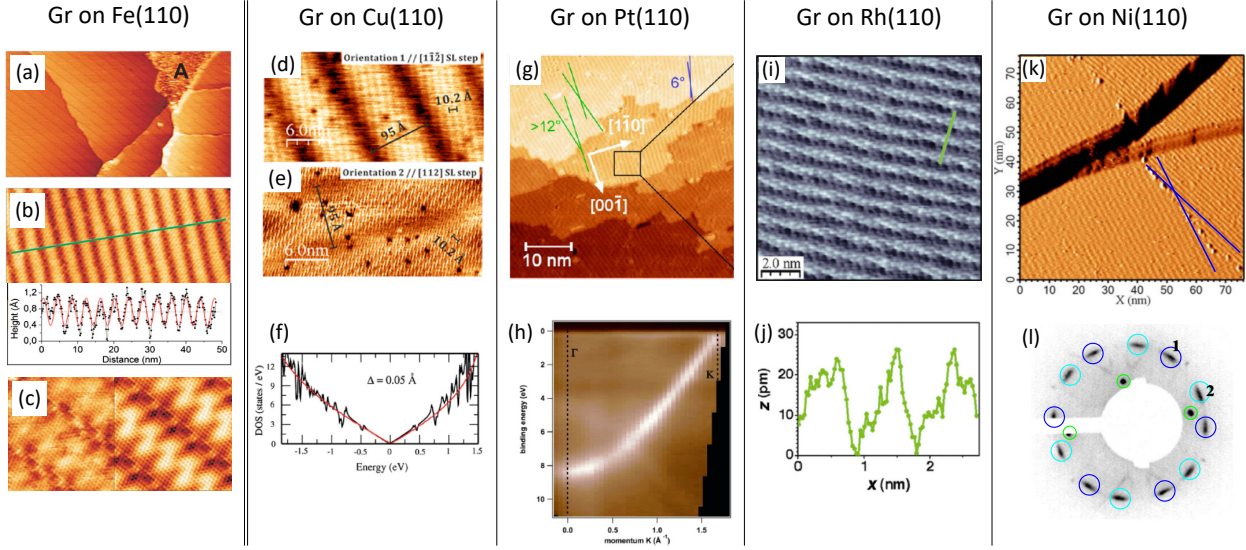 Gr on Fe(110)
Gr on Cu(110)
Gr on Pt(110)
Gr on Rh(110)
Gr on Ni(110)
(a)
A
(b)
Height (Å)
1,2
0,8
0,4
0,0
0 10 20 30 40 50
Distance (nm)
(c)
(d)
Orientation 1 // [1-1-2] SL step
10.2 Å
95 Å
6.0nm
(e)
Orientation 2 // [112] SL step
95 Å
10.2 Å
6.0nm
(f)
DOS (states / eV)
12
8
4
0
Δ = 0.05 Å
-1.5 -1 -0.5 0 0.5 1 1.5
Energy (eV)
(g)
6°
>12°
[11̄0]
[001̄]
10 nm
(h)
binding energy (eV)
0
2
4
6
8
10
Γ
K
0.0 0.5 1.0 1.5
momentum K (Å⁻¹)
(i)
2.0 nm
(j)
z (pm)
30
20
10
0
0 1 2
x (nm)
(k)
Y (nm)
70
60
50
40
30
20
10
0
0 10 20 30 40 50 60 70
X (nm)
(l)
1
2